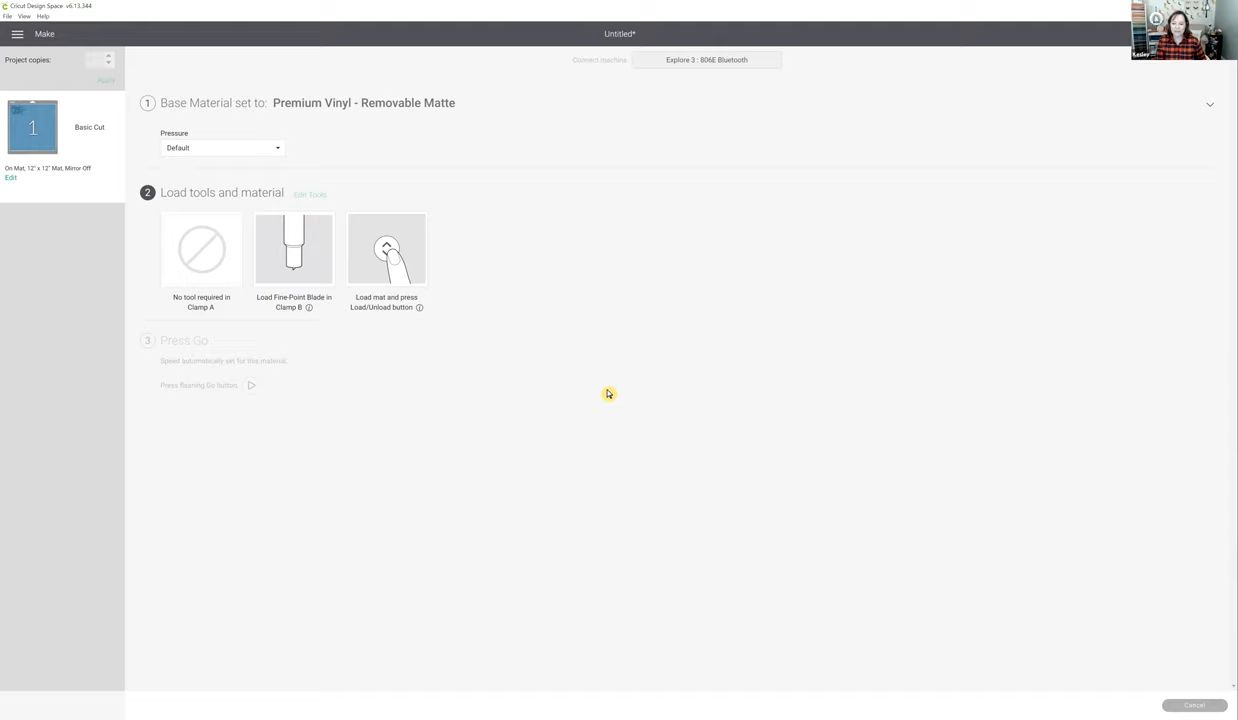 Cricut Design Space v6.13.344
File View Help
Make
Untitled*
Kesley
Project copies:
Apply
Connect machine:
Explore 3 : 806E Bluetooth
1 Base Material set to: Premium Vinyl - Removable Matte
1
Basic Cut
On Mat, 12" x 12" Mat, Mirror Off
Edit
Pressure
Default
2 Load tools and material Edit Tools
No tool required in
Clamp A
Load Fine-Point Blade in
Clamp B
Load mat and press
Load/Unload button
3 Press Go
Speed automatically set for this material.
Press flashing Go button.
Cancel